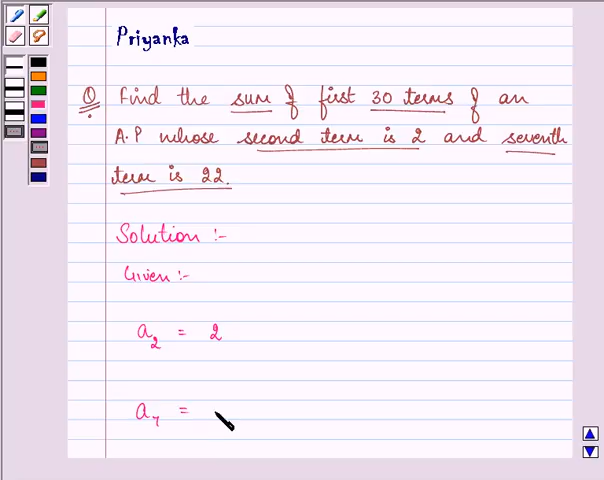 Priyanka
Q Find the sum of first 30 terms of an
A.P whose second term is 2 and seventh
term is 22.
Solution :-
Given :-
a₂ = 2
a₇ =